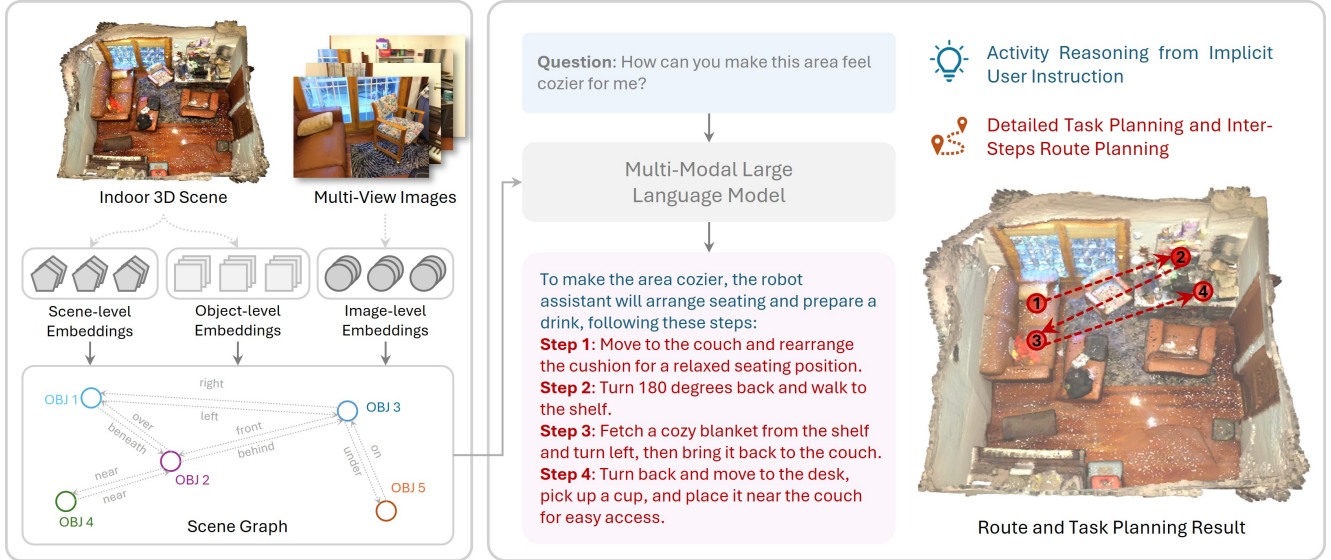 Indoor 3D Scene
Multi-View Images
Scene-level
Embeddings
Object-level
Embeddings
Image-level
Embeddings
OBJ 1
right
left
OBJ 3
over
beneath
front
behind
on
under
OBJ 2
near
near
OBJ 4
OBJ 5
Scene Graph
Question: How can you make this area feel
cozier for me?
Multi-Modal Large
Language Model
To make the area cozier, the robot
assistant will arrange seating and prepare a
drink, following these steps:
Step 1: Move to the couch and rearrange
the cushion for a relaxed seating position.
Step 2: Turn 180 degrees back and walk to
the shelf.
Step 3: Fetch a cozy blanket from the shelf
and turn left, then bring it back to the couch.
Step 4: Turn back and move to the desk,
pick up a cup, and place it near the couch
for easy access.
Activity Reasoning from Implicit
User Instruction
Detailed Task Planning and Inter-
Steps Route Planning
1
2
3
4
Route and Task Planning Result